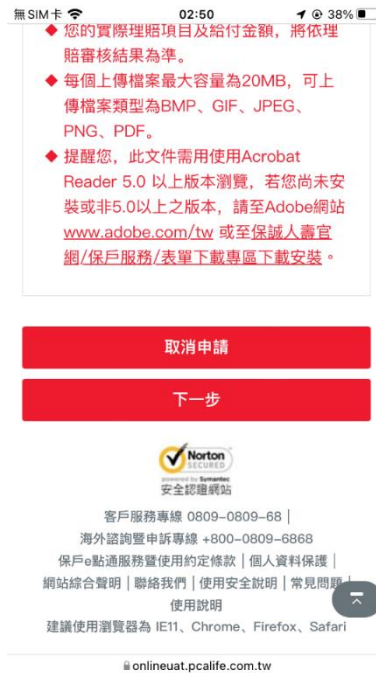 無SIM卡 02:50 38%
◆ 您的實際理賠項目及給付金額，將依理
賠審核結果為準。
◆ 每個上傳檔案最大容量為20MB，可上
傳檔案類型為BMP、GIF、JPEG、
PNG、PDF。
◆ 提醒您，此文件需用使用Acrobat
Reader 5.0 以上版本瀏覽，若您尚未安
裝或非5.0以上之版本，請至Adobe網站
www.adobe.com/tw 或至保誠人壽官
網/保戶服務/表單下載專區下載安裝。
取消申請
下一步
Norton
SECURED
powered by Symantec
安全認證網站
客戶服務專線 0809-0809-68｜
海外諮詢暨申訴專線 +800-0809-6868
保戶e點通服務暨使用約定條款｜個人資料保護｜
網站綜合聲明｜聯絡我們｜使用安全說明｜常見問題｜
使用說明
建議使用瀏覽器為 IE11、Chrome、Firefox、Safari
onlineuat.pcalife.com.tw